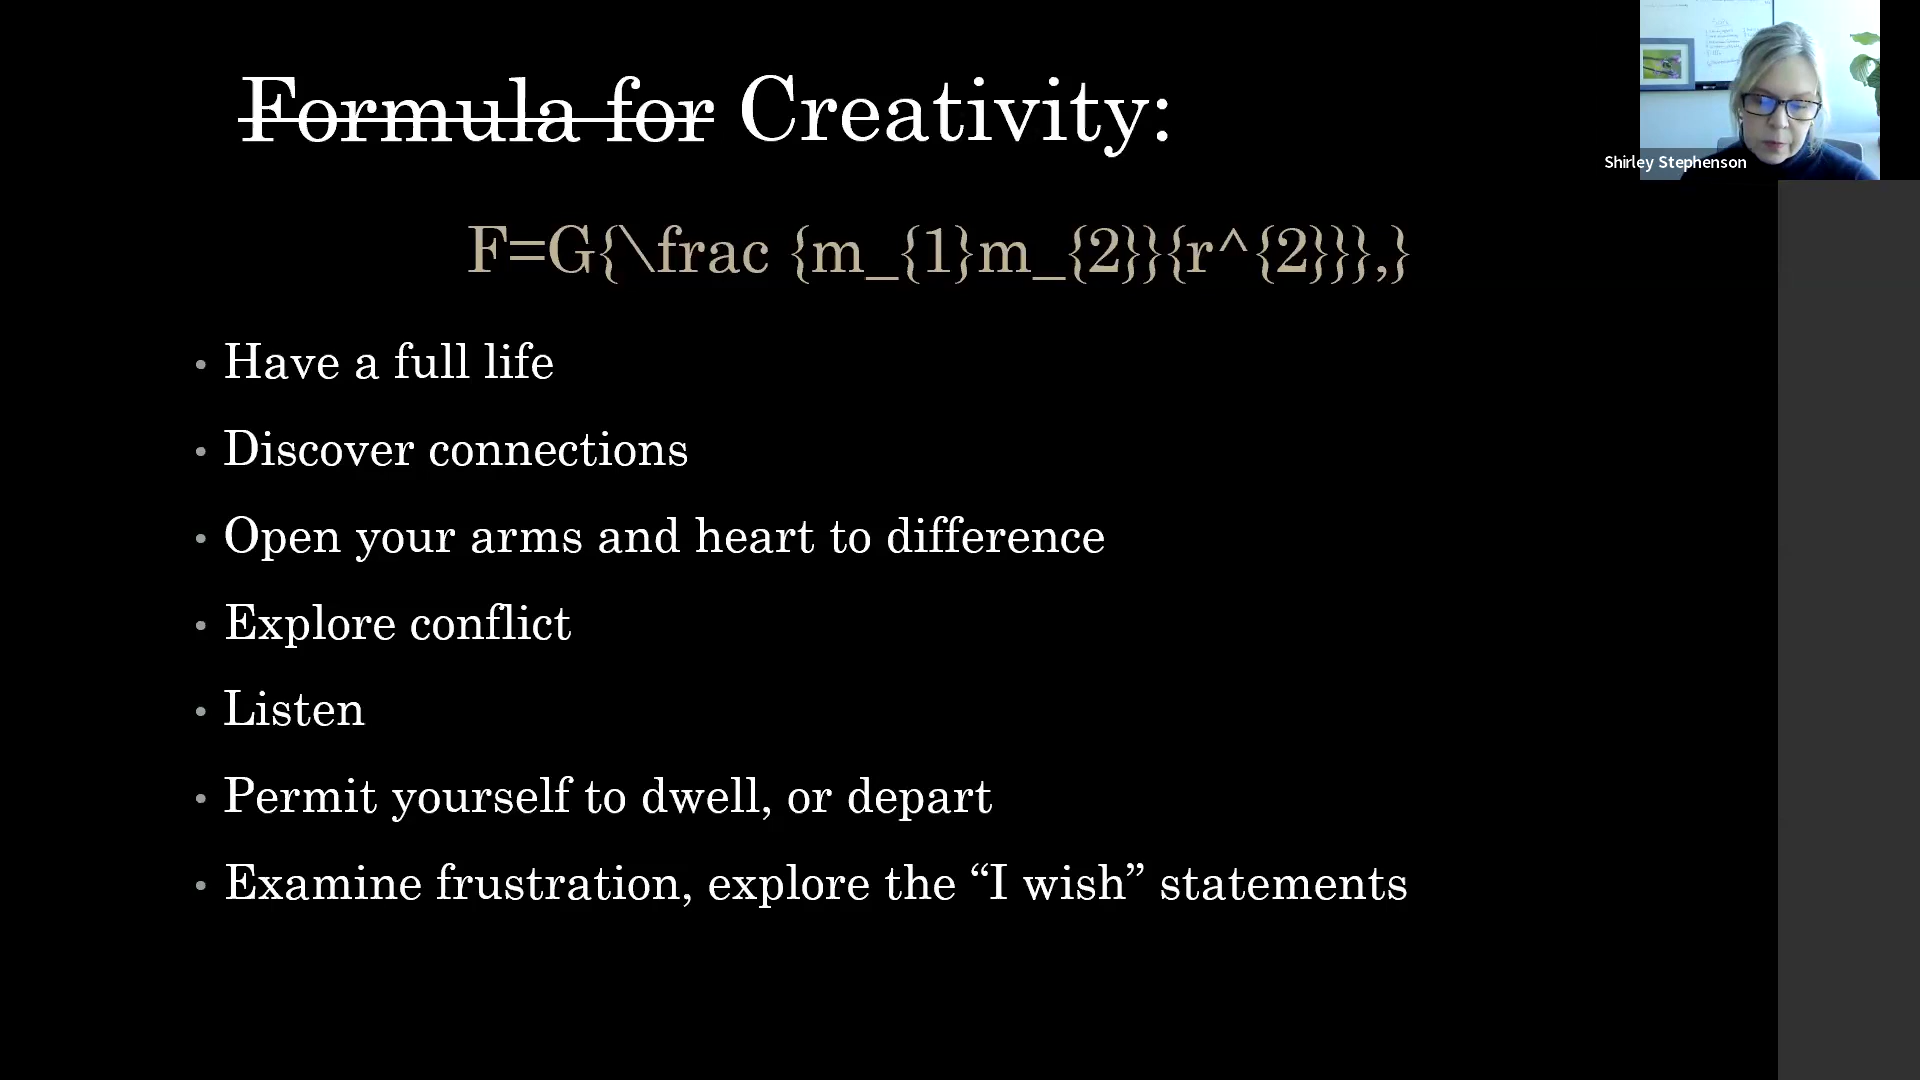 Formula for Creativity:
Shirley Stephenson
F=G{\frac {m_{1}m_{2}}{r^{2}}},}
• Have a full life
• Discover connections
• Open your arms and heart to difference
• Explore conflict
• Listen
• Permit yourself to dwell, or depart
• Examine frustration, explore the “I wish” statements